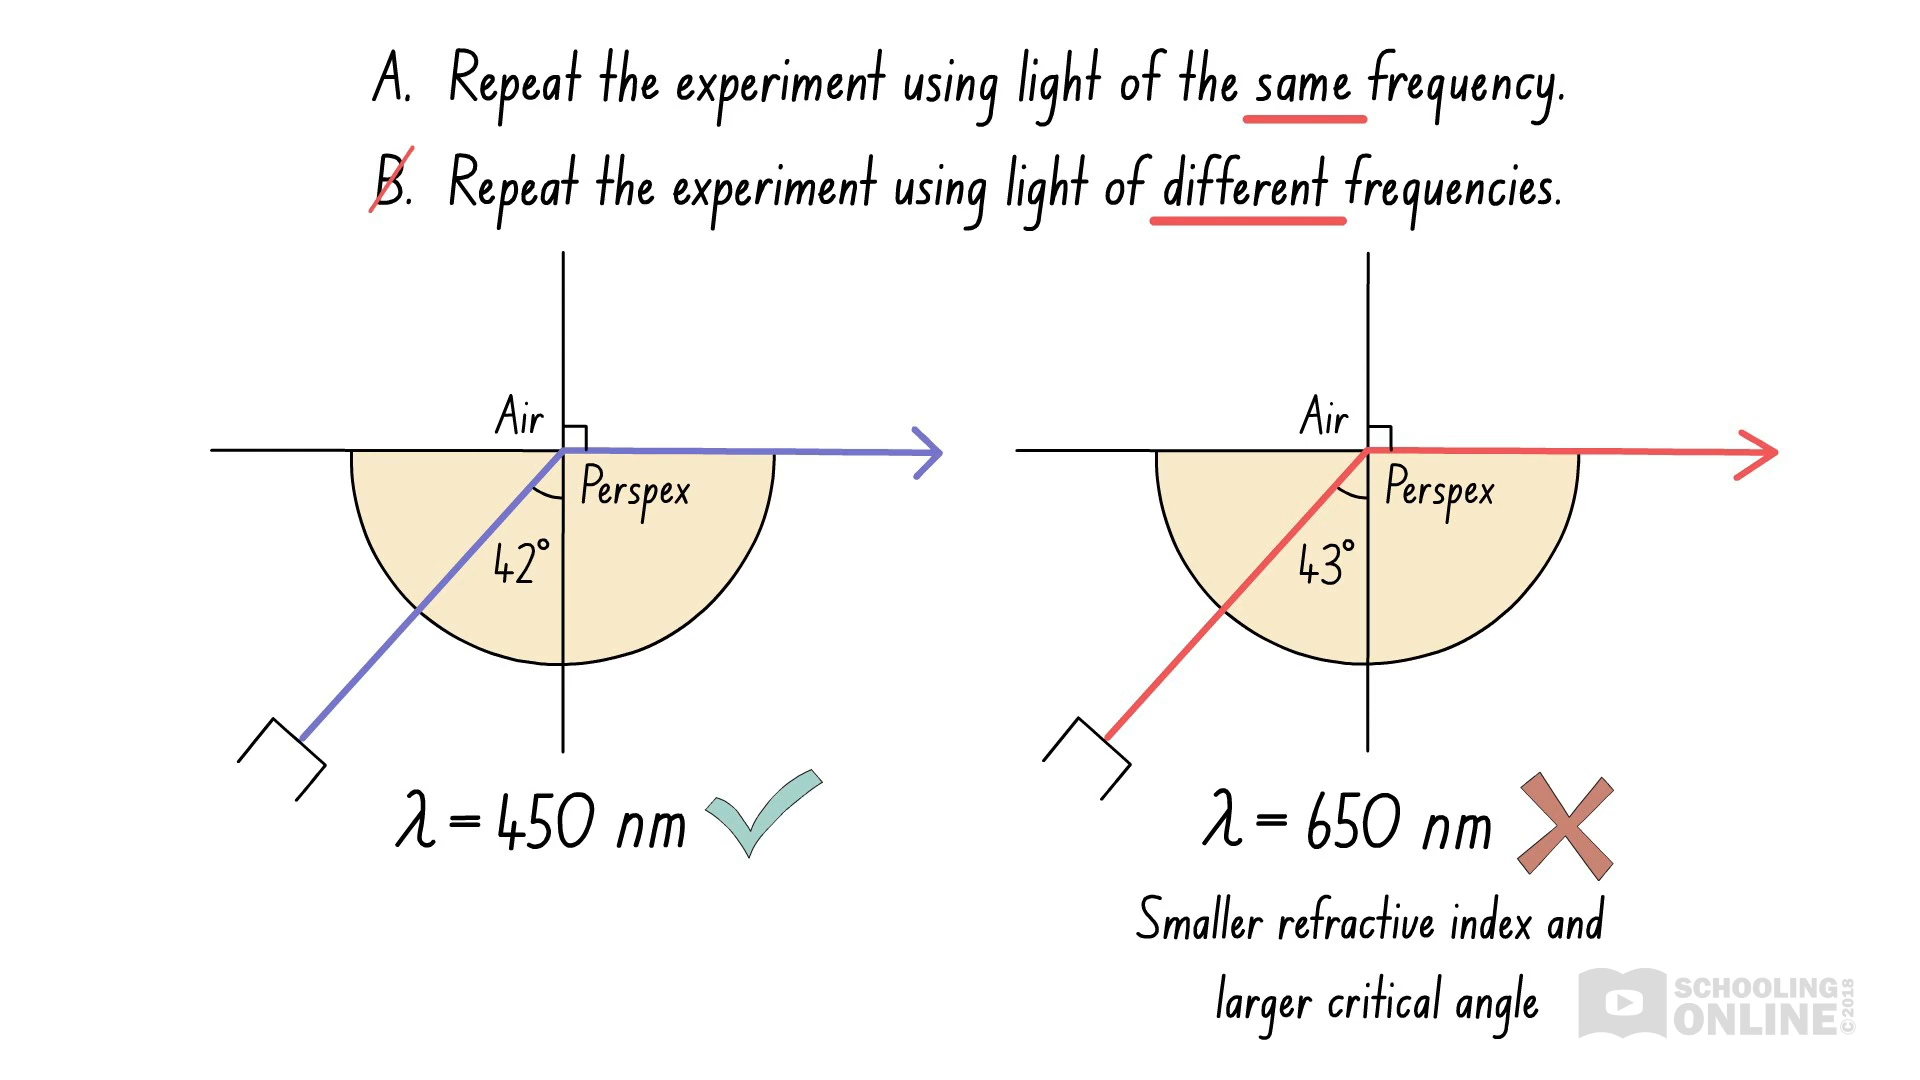 A. Repeat the experiment using light of the same frequency.
B. Repeat the experiment using light of different frequencies.
Air
Perspex
42°
λ = 450 nm
Air
Perspex
43°
λ = 650 nm
Smaller refractive index and
larger critical angle
SCHOOLING
ONLINE
©2018